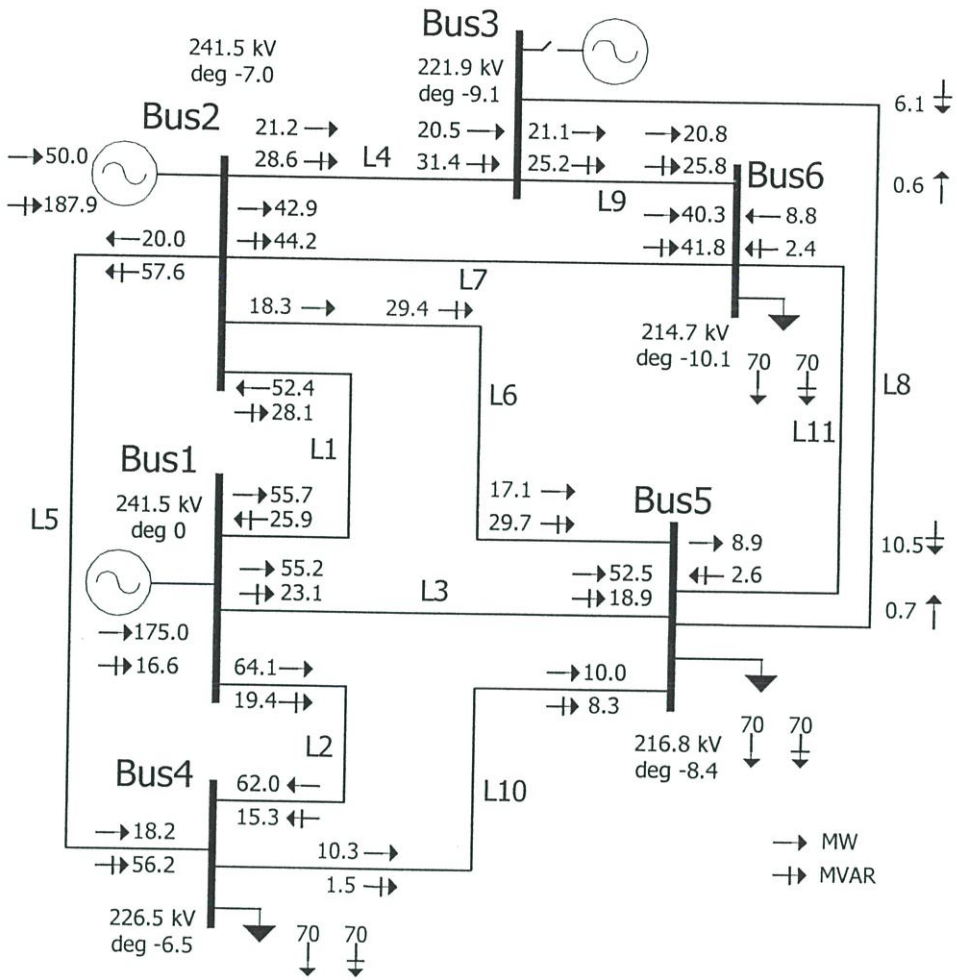 Bus3
241.5 kV
deg -7.0
221.9 kV
deg -9.1
6.1
Bus2
21.2
28.6
L4
20.5
31.4
21.1
25.2
20.8
25.8
50.0
187.9
L9
Bus6
0.6
42.9
44.2
40.3
41.8
8.8
2.4
20.0
57.6
L7
18.3
29.4
214.7 kV
deg -10.1
70
70
52.4
28.1
L6
L8
L1
L11
Bus1
241.5 kV
deg 0
55.7
25.9
17.1
29.7
Bus5
L5
8.9
2.6
10.5
55.2
23.1
L3
52.5
18.9
0.7
175.0
16.6
64.1
19.4
10.0
8.3
L2
216.8 kV
deg -8.4
70
70
Bus4
62.0
15.3
L10
18.2
56.2
10.3
1.5
MW
MVAR
226.5 kV
deg -6.5
70
70